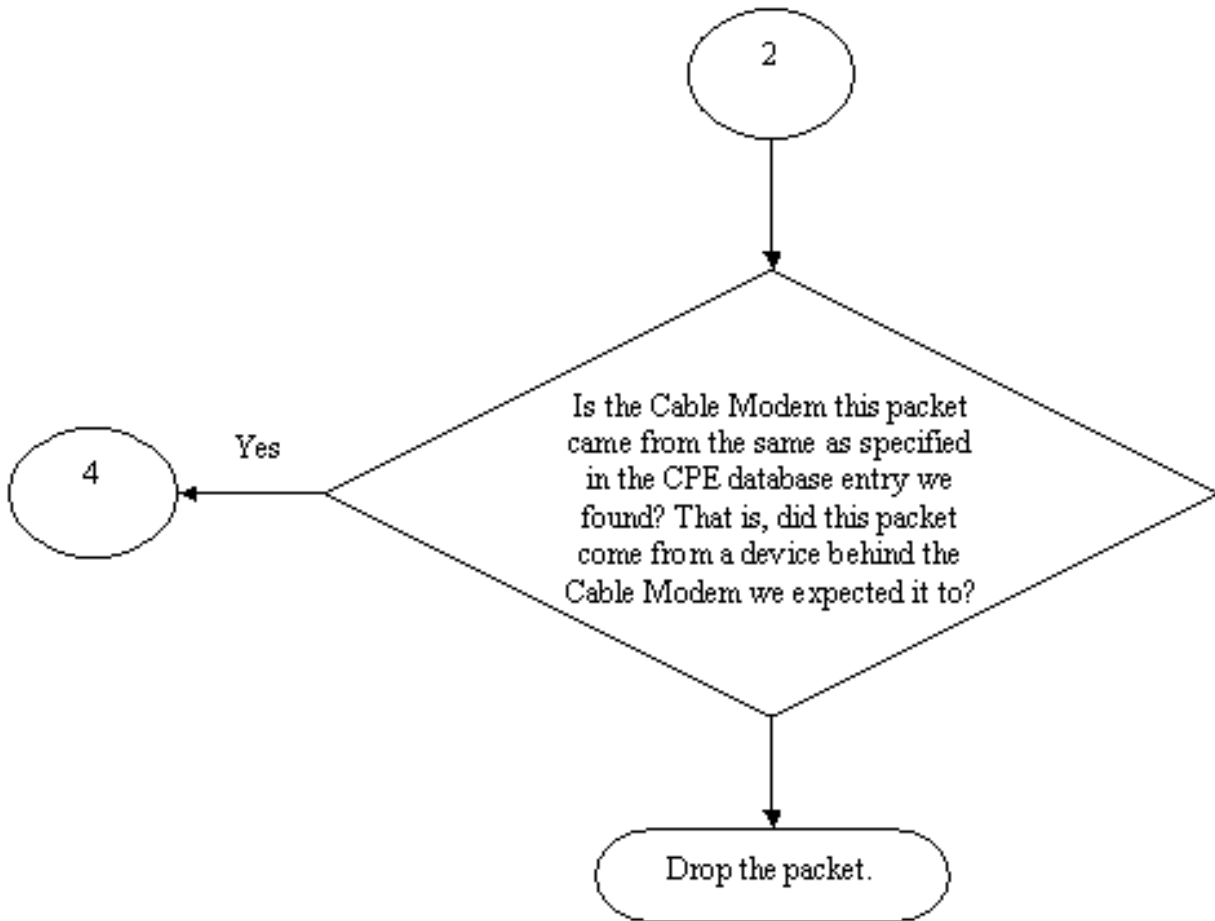 2
Is the Cable Modem this packet
came from the same as specified
in the CPE database entry we
found? That is, did this packet
come from a device behind the
Cable Modem we expected it to?
Yes
4
Drop the packet.